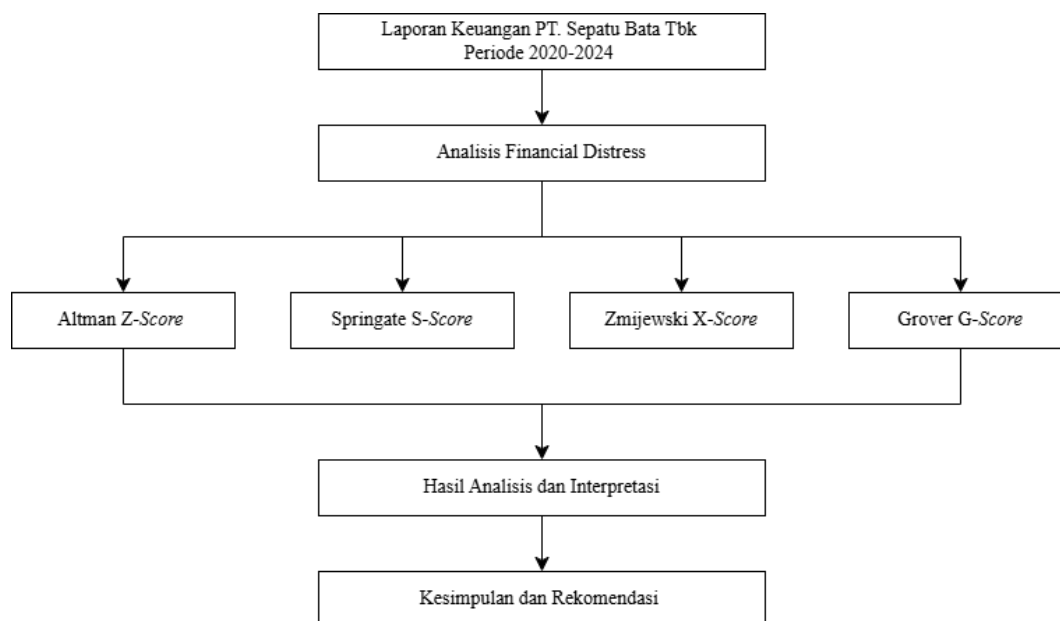 Laporan Keuangan PT. Sepatu Bata Tbk
Periode 2020-2024
Analisis Financial Distress
Altman Z-Score
Springate S-Score
Zmijewski X-Score
Grover G-Score
Hasil Analisis dan Interpretasi
Kesimpulan dan Rekomendasi